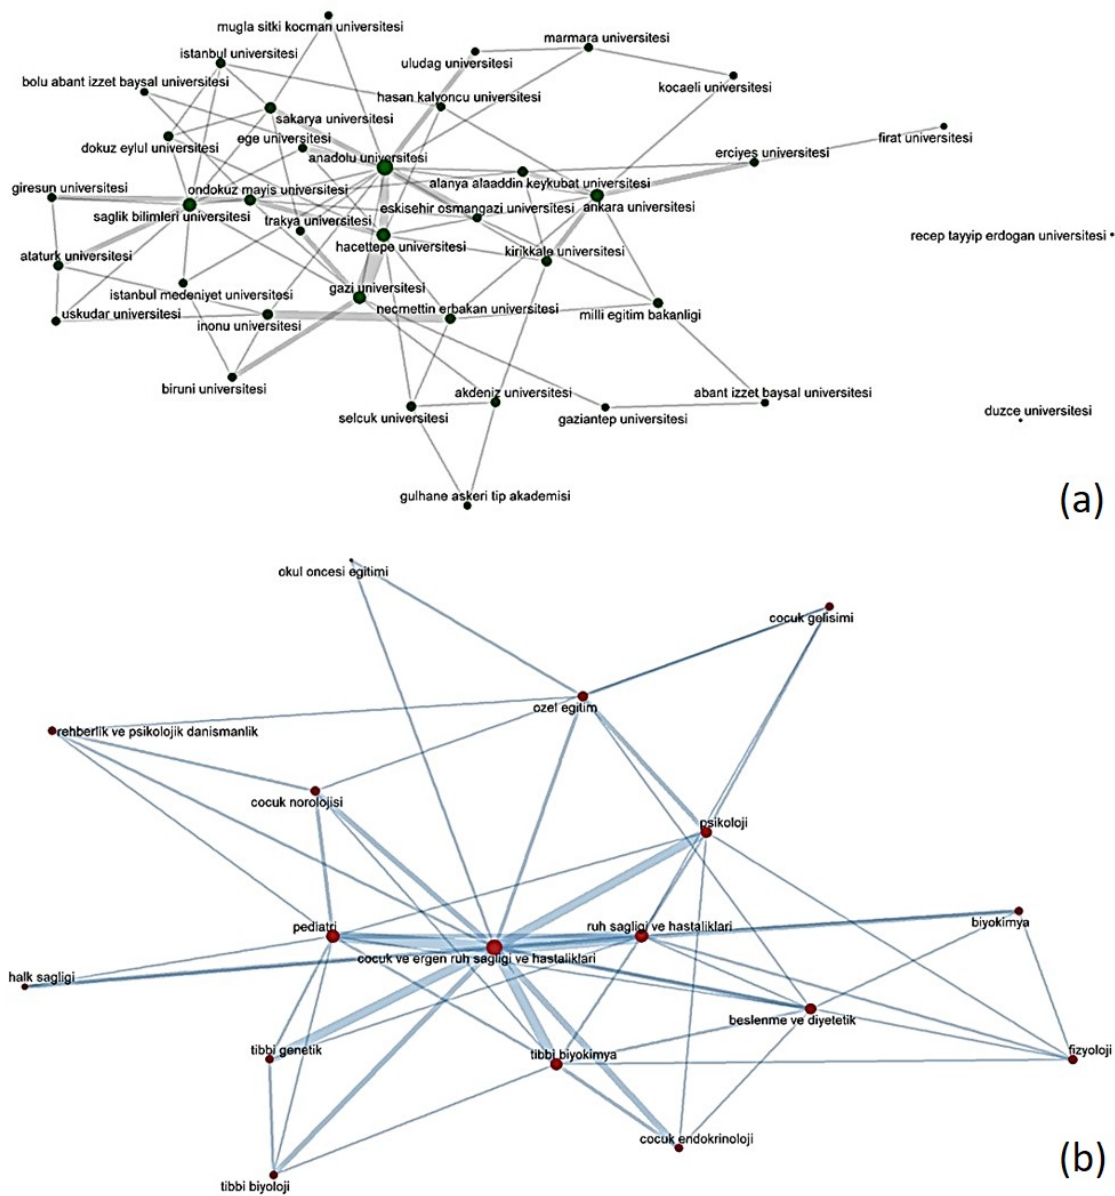 mugla sitki kocman universitesi
marmara universitesi
istanbul universitesi
uludag universitesi
bolu abant izzet baysal universitesi
kocaeli universitesi
hasan kalyoncu universitesi
sakarya universitesi
ege universitesi
firat universitesi
dokuz eylul universitesi
anadolu universitesi
erciyes universitesi
giresun universitesi
ondokuz mayis universitesi
alanya alaaddin keykubat universitesi
saglik bilimleri universitesi
eskisehir osmangazi universitesi
ankara universitesi
trakya universitesi
recep tayyip erdogan universitesi
hacettepe universitesi
kirikkale universitesi
ataturk universitesi
gazi universitesi
istanbul medeniyet universitesi
necmettin erbakan universitesi
uskudar universitesi
milli egitim bakanligi
inonu universitesi
biruni universitesi
akdeniz universitesi
abant izzet baysal universitesi
selcuk universitesi
gaziantep universitesi
duzce universitesi
gulhane askeri tip akademisi
(a)
okul oncesi egitimi
cocuk gelisimi
ozel egitim
rehberlik ve psikolojik danismanlik
cocuk norolojisi
psikoloji
pediatri
ruh sagligi ve hastaliklari
biyokimya
cocuk ve ergen ruh sagligi ve hastaliklari
halk sagligi
beslenme ve diyetetik
tibbi genetik
tibbi biyokimya
fizyoloji
cocuk endokrinoloji
tibbi biyoloji
(b)